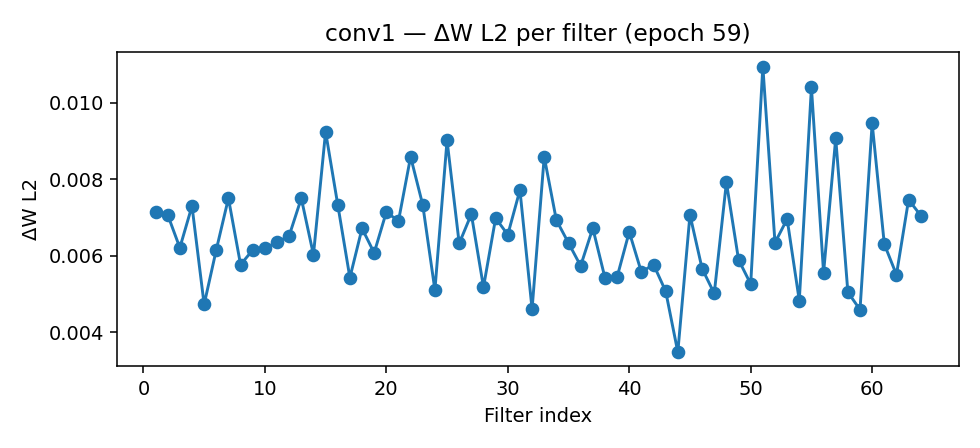 conv1 — ΔW L2 per filter (epoch 59)
ΔW L2
0.010
0.008
0.006
0.004
0 10 20 30 40 50 60
Filter index